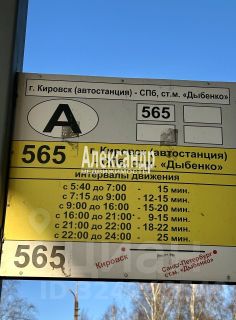 г. Кировск (автостанция) - СПб, ст.м. «Дыбенко»
А
565
565
Кировск (автостанция)
Александр
НЕДВИЖИМОСТЬ
«Дыбенко»
интервалы движения
с 5:40 до 7:00 - 15 мин.
с 7:15 до 9:00 - 12-15 мин.
с 9:00 до 16:00 - 15-20 мин.
с 16:00 до 21:00 - 9-15 мин.
с 21:00 до 22:00 - 18-22 мин.
с 22:00 до 24:00 - 25 мин.
565
Кировск
Санкт-Петербург
ст.м. «Дыбенко»